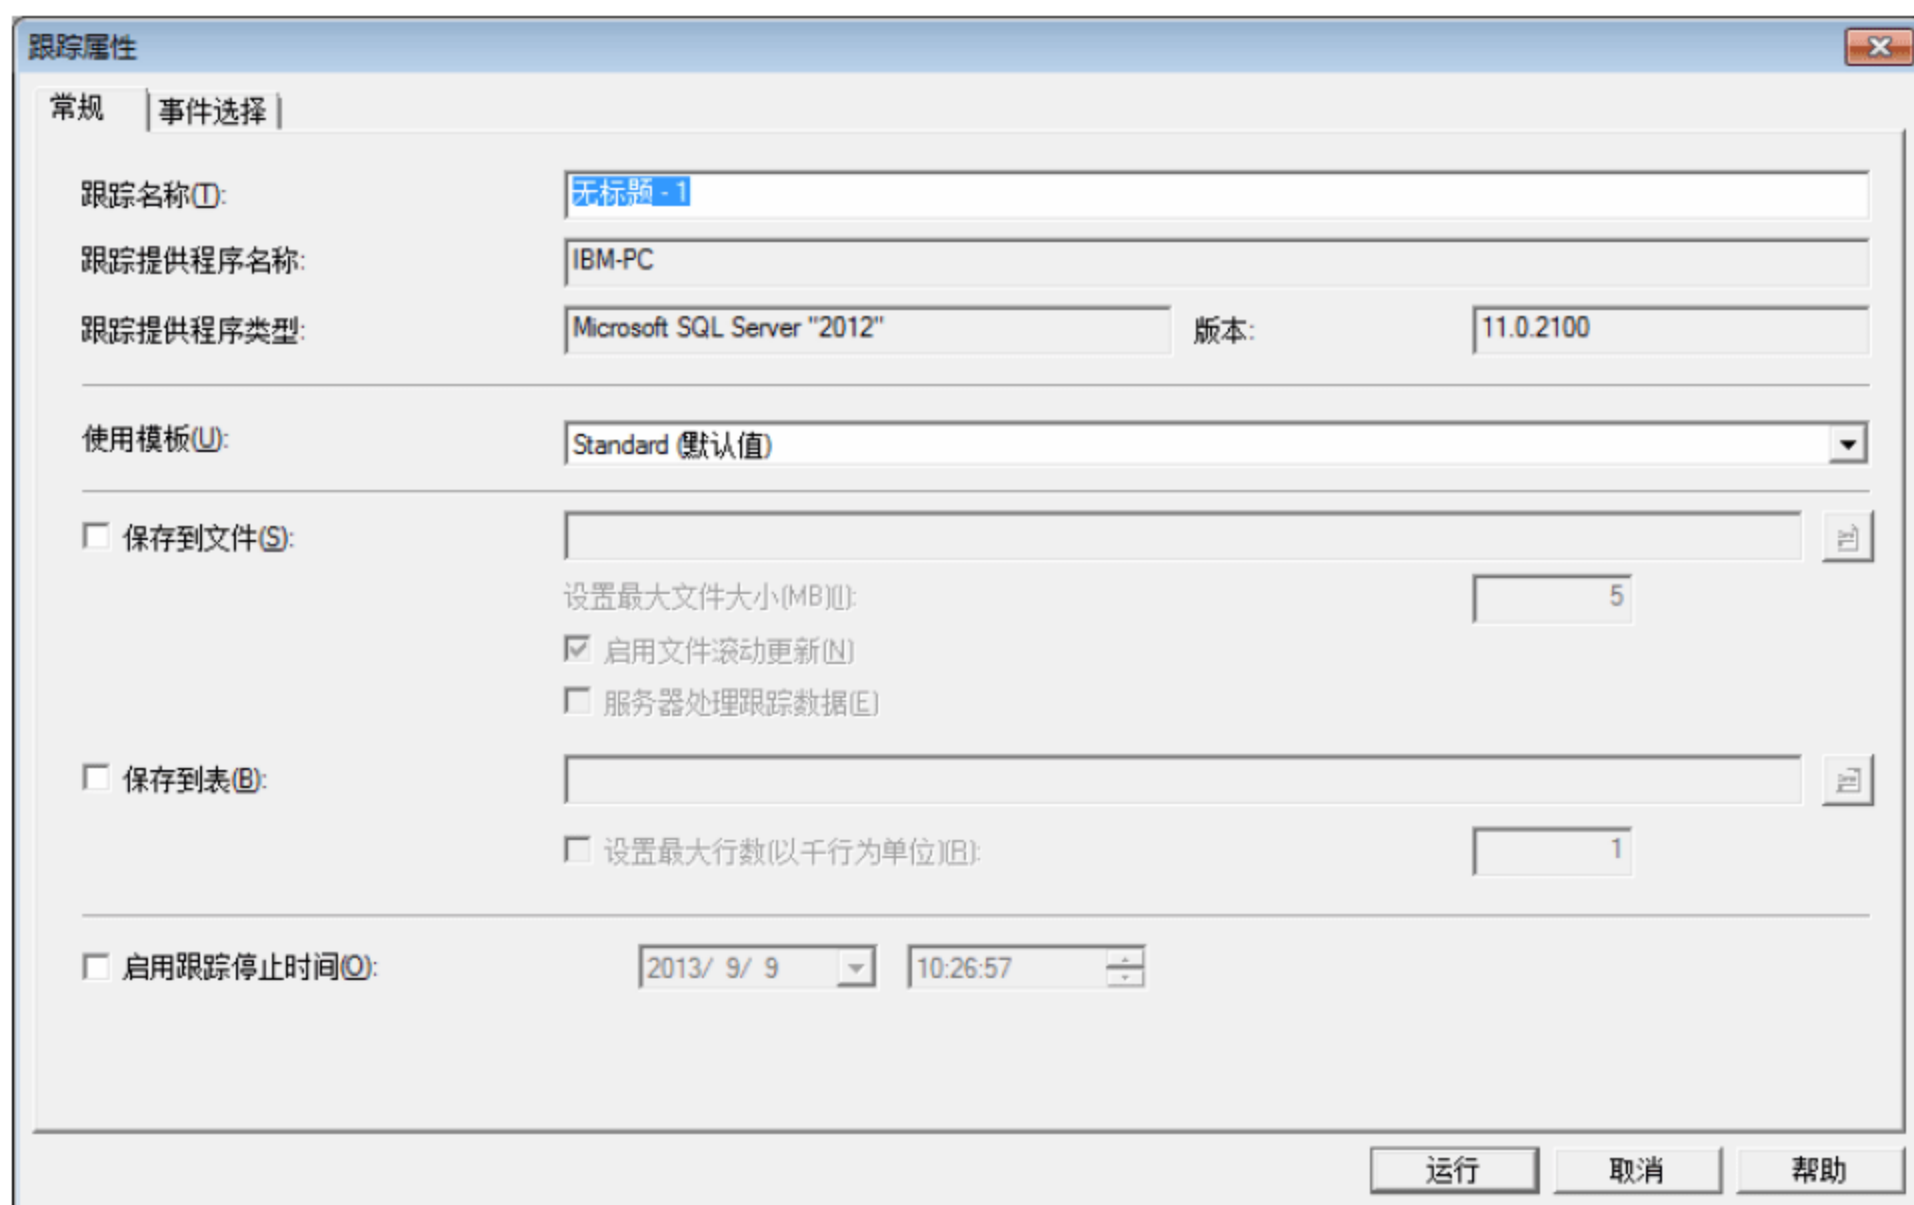 跟踪属性
常规 事件选择
跟踪名称(T): 无标题 - 1
跟踪提供程序名称: IBM-PC
跟踪提供程序类型: Microsoft SQL Server "2012" 版本: 11.0.2100
使用模板(U): Standard (默认值)
保存到文件(S):
设置最大文件大小(MB)(I): 5
启用文件滚动更新(N)
服务器处理跟踪数据(E)
保存到表(B):
设置最大行数(以千行为单位)(R): 1
启用跟踪停止时间(O): 2013/ 9/ 9 10:26:57
运行 取消 帮助